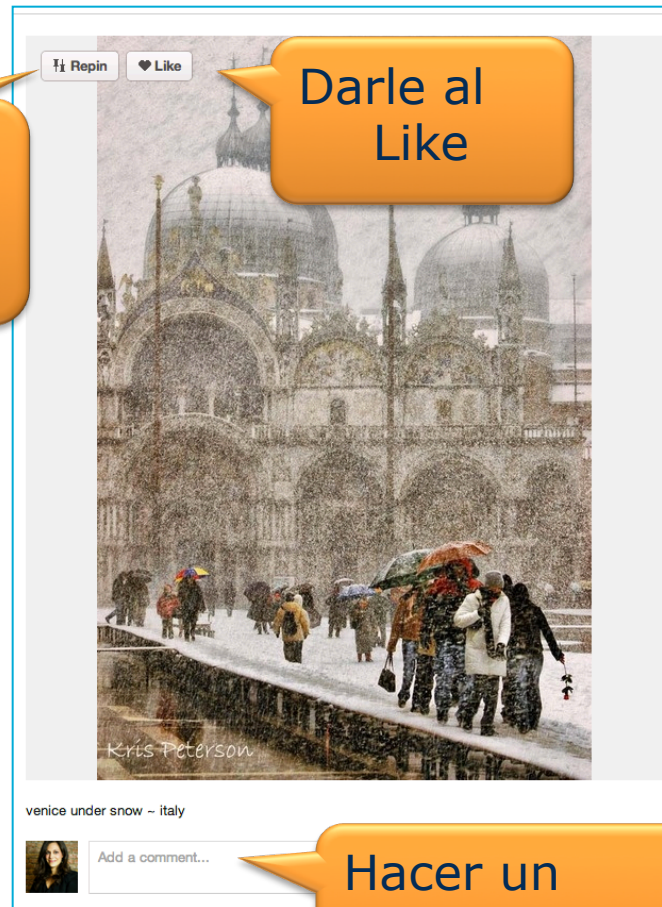 Repin Like
Darle al
Like
Kris Peterson
venice under snow ~ italy
Add a comment...
Hacer un